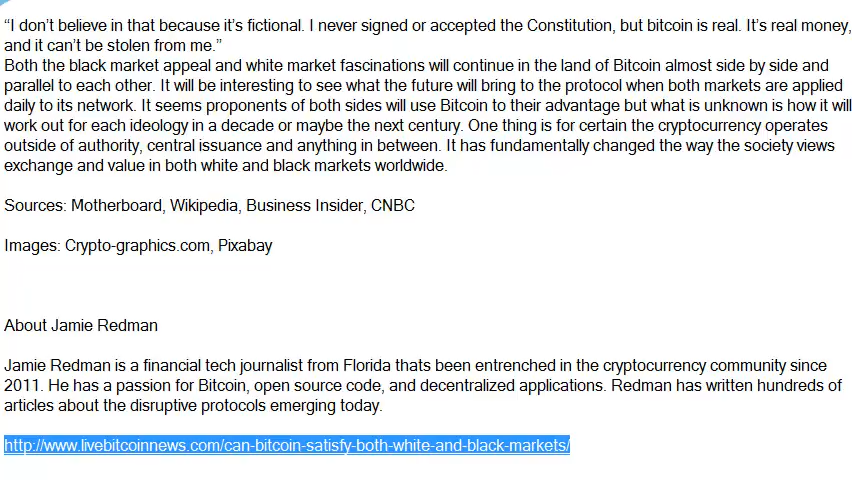 “I don’t believe in that because it’s fictional. I never signed or accepted the Constitution, but bitcoin is real. It’s real money,
and it can’t be stolen from me.”
Both the black market appeal and white market fascinations will continue in the land of Bitcoin almost side by side and
parallel to each other. It will be interesting to see what the future will bring to the protocol when both markets are applied
daily to its network. It seems proponents of both sides will use Bitcoin to their advantage but what is unknown is how it will
work out for each ideology in a decade or maybe the next century. One thing is for certain the cryptocurrency operates
outside of authority, central issuance and anything in between. It has fundamentally changed the way the society views
exchange and value in both white and black markets worldwide.
Sources: Motherboard, Wikipedia, Business Insider, CNBC
Images: Crypto-graphics.com, Pixabay
About Jamie Redman
Jamie Redman is a financial tech journalist from Florida thats been entrenched in the cryptocurrency community since
2011. He has a passion for Bitcoin, open source code, and decentralized applications. Redman has written hundreds of
articles about the disruptive protocols emerging today.
http://www.livebitcoinnews.com/can-bitcoin-satisfy-both-white-and-black-markets/